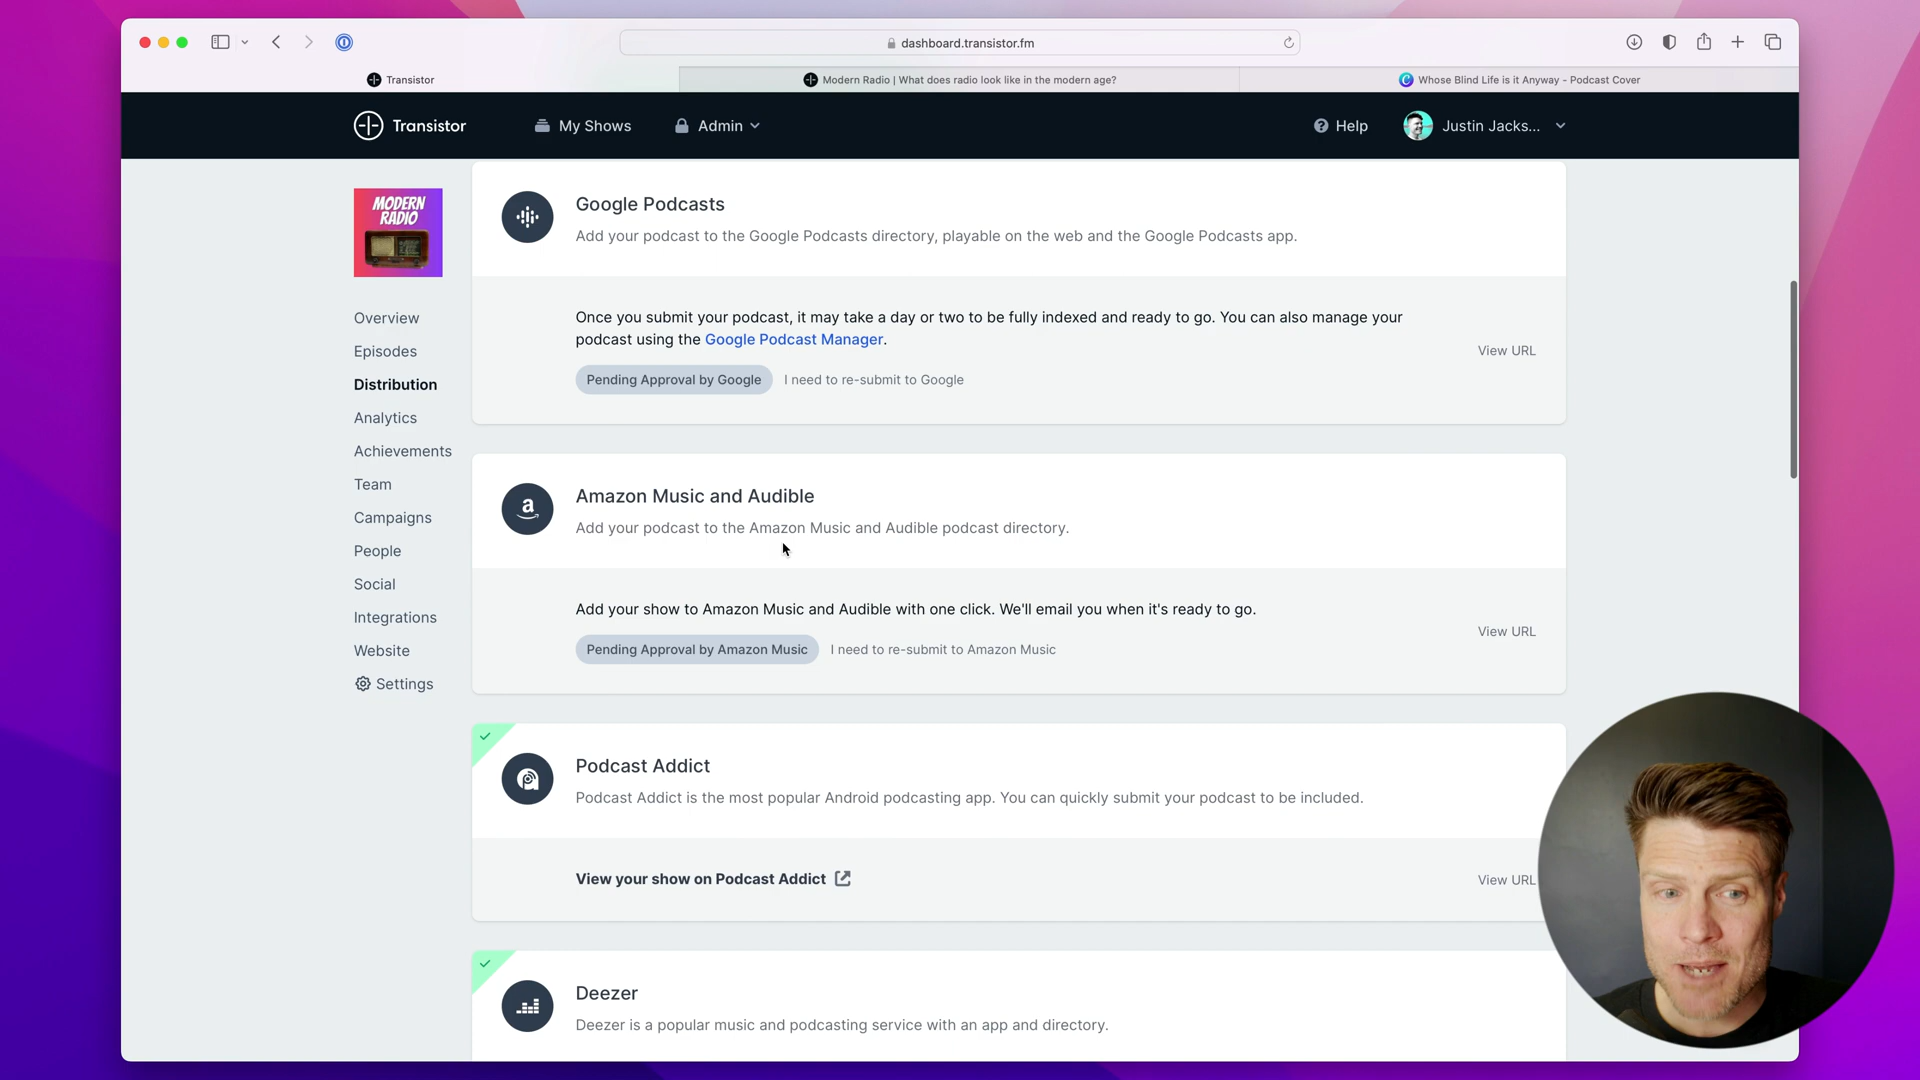 dashboard.transistor.fm
Transistor
Modern Radio | What does radio look like in the modern age?
Whose Blind Life is it Anyway - Podcast Cover
Transistor
My Shows
Admin
Help
Justin Jacks...
MODERN
RADIO
Overview
Episodes
Distribution
Analytics
Achievements
Team
Campaigns
People
Social
Integrations
Website
Settings
Google Podcasts
Add your podcast to the Google Podcasts directory, playable on the web and the Google Podcasts app.
Once you submit your podcast, it may take a day or two to be fully indexed and ready to go. You can also manage your
podcast using the Google Podcast Manager.
View URL
Pending Approval by Google
I need to re-submit to Google
Amazon Music and Audible
Add your podcast to the Amazon Music and Audible podcast directory.
Add your show to Amazon Music and Audible with one click. We'll email you when it's ready to go.
View URL
Pending Approval by Amazon Music
I need to re-submit to Amazon Music
Podcast Addict
Podcast Addict is the most popular Android podcasting app. You can quickly submit your podcast to be included.
View your show on Podcast Addict
View URL
Deezer
Deezer is a popular music and podcasting service with an app and directory.